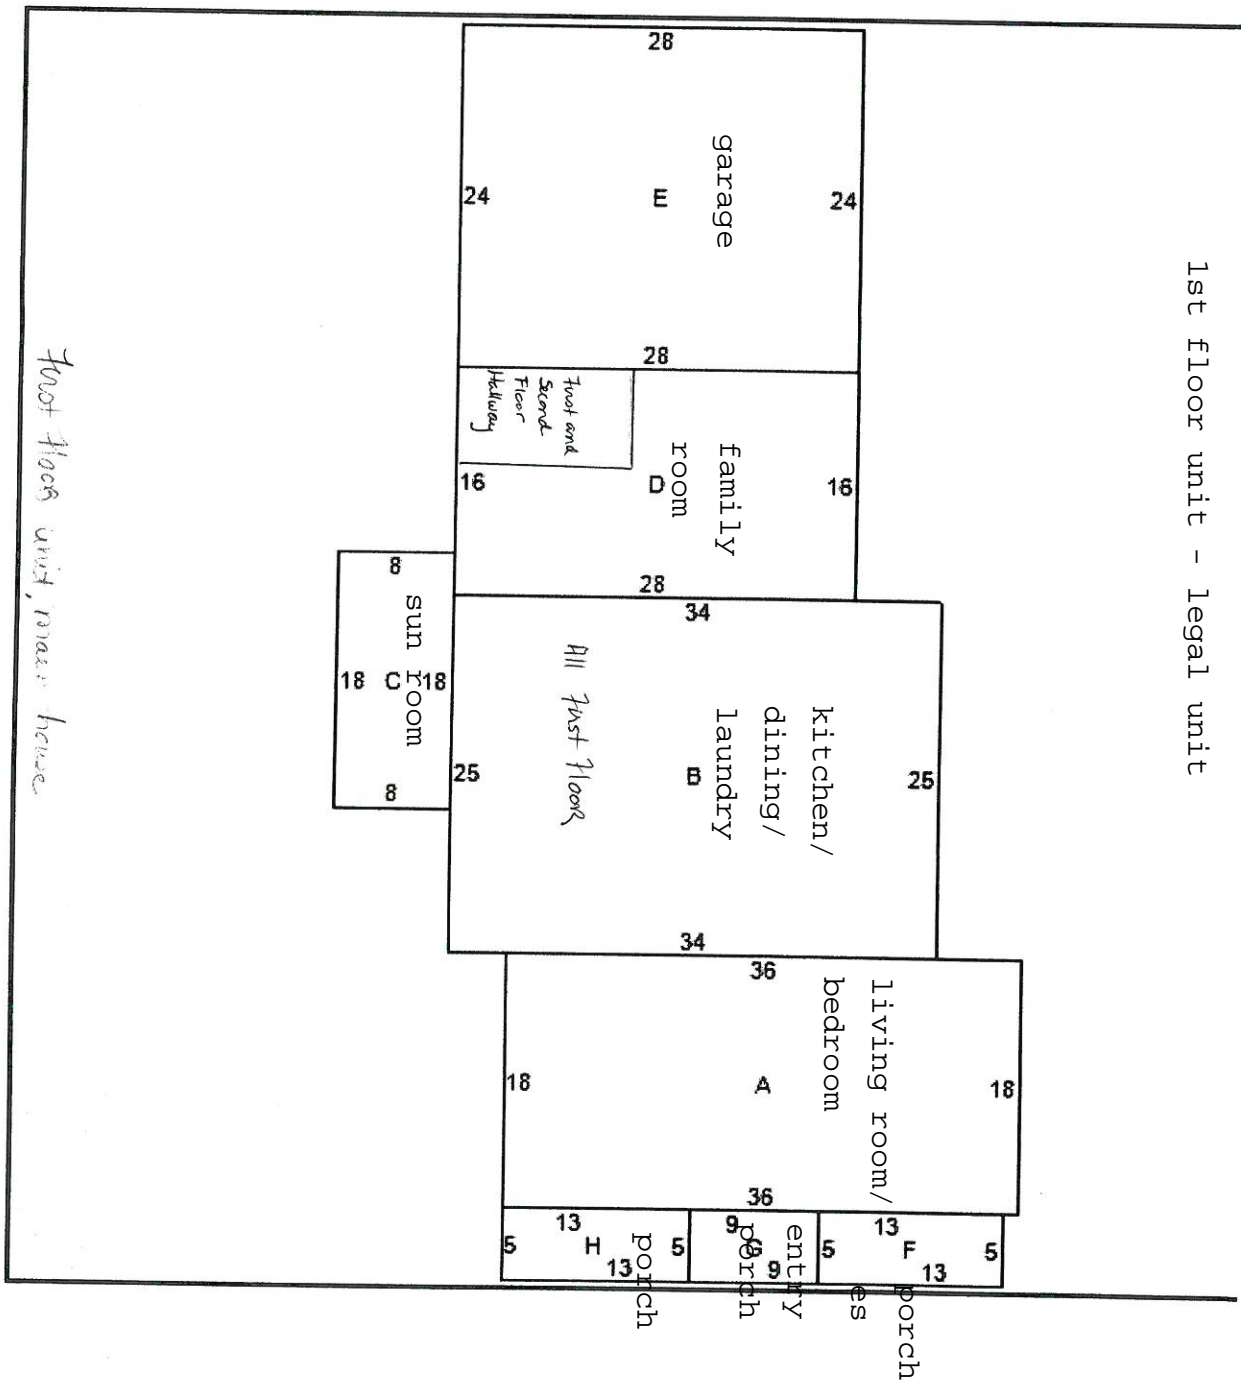 1st floor unit - legal unit
28
garage
24
E
24
28
First and
Second
Floor
Hallway
family
room
16
D
16
28
34
8
sun room
18
C
18
8
All First Floor
kitchen/
dining/
laundry
25
B
25
34
36
living room/
bedroom
18
A
18
36
13
5
H
5
13
porch
9
G
9
entry
porch
13
5
F
5
13
porch
es
First Floor unit, main house